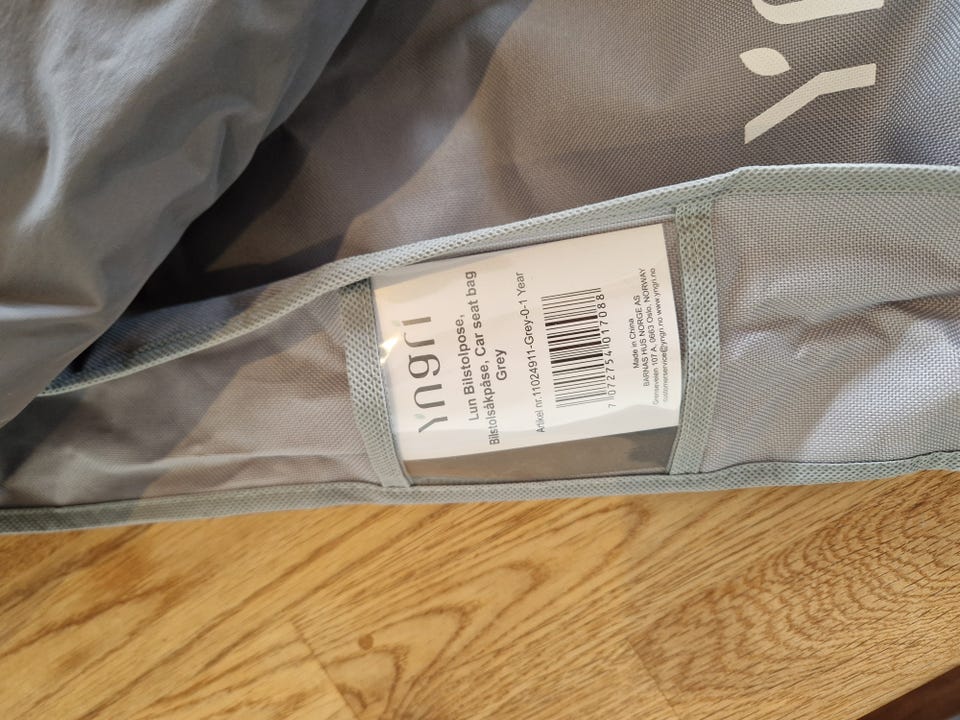 yngri
Lun Bilstolpose,
Bilstolsåkpåse, Car seat bag
Grey
Artikel nr.11024911-Grey-0-1 Year
7 072754 017088
Made in China
BARNAS HUS NORGE AS
Grenseveien 107 A, 0663 Oslo, NORWAY
customerservice@yngri.no www.yngri.no